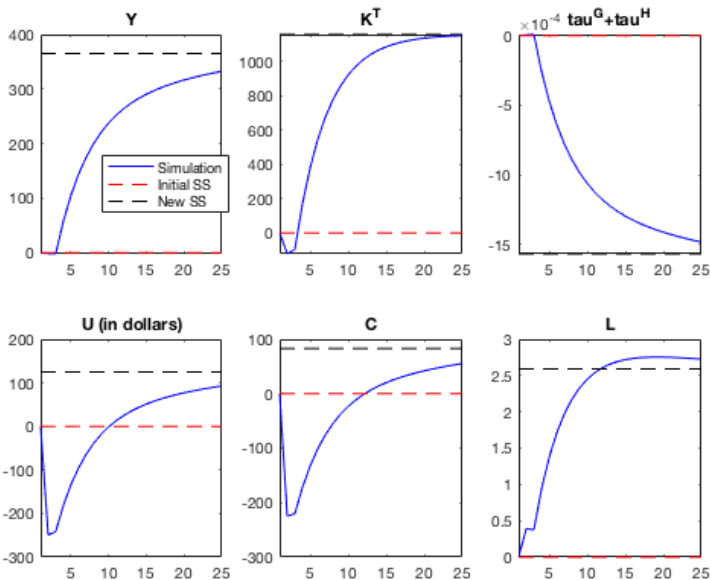 Y
400
300
200
100
0
5 10 15 20 25
Simulation
Initial SS
New SS
K^T
1000
800
600
400
200
0
5 10 15 20 25
×10^-4 tau^G+tau^H
0
-5
-10
-15
5 10 15 20 25
U (in dollars)
200
100
0
-100
-200
-300
5 10 15 20 25
C
100
0
-100
-200
-300
5 10 15 20 25
L
3
2.5
2
1.5
1
0.5
0
5 10 15 20 25